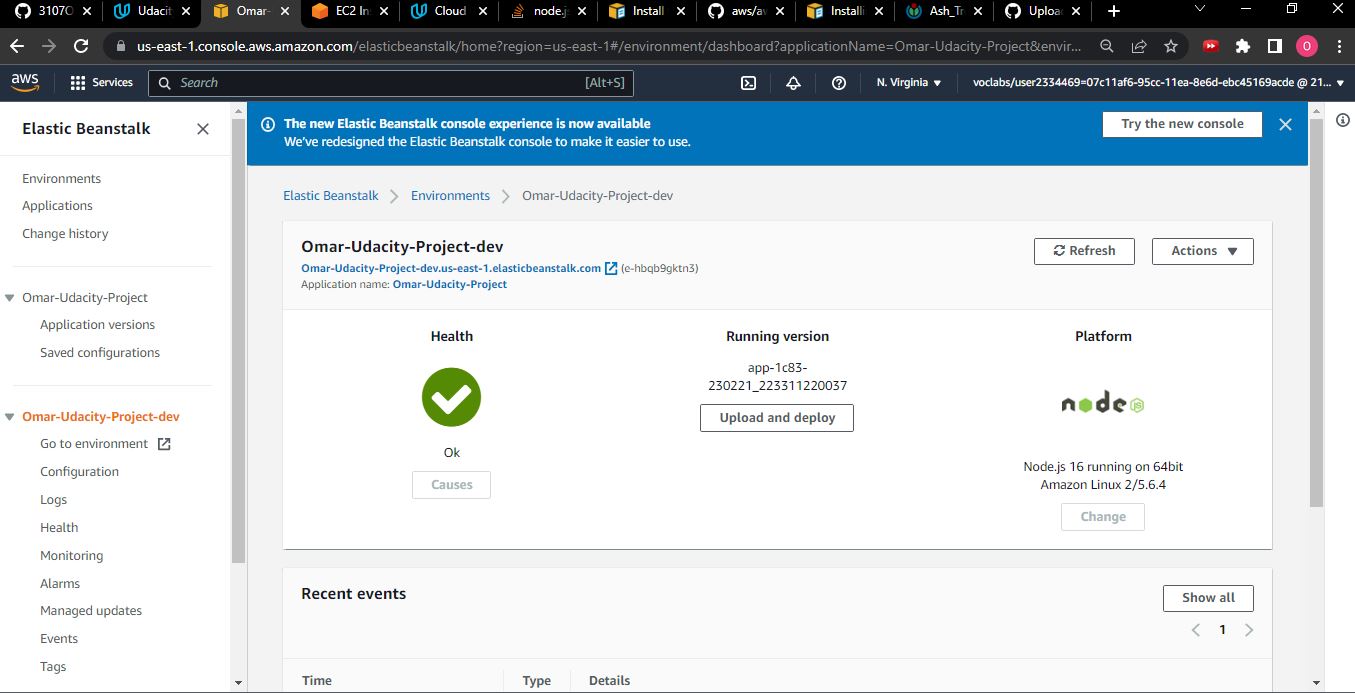 3107O
Udacit
Omar-
EC2 In
Cloud
node.j
Install
aws/a
Installi
Ash_Tr
Uploa
us-east-1.console.aws.amazon.com/elasticbeanstalk/home?region=us-east-1#/environment/dashboard?applicationName=Omar-Udacity-Project&envir...
O
aws
Services
Search
[Alt+S]
N. Virginia
voclabs/user2334469=07c11af6-95cc-11ea-8e6d-ebc45169acde @ 21...
Elastic Beanstalk
Environments
Applications
Change history
Omar-Udacity-Project
Application versions
Saved configurations
Omar-Udacity-Project-dev
Go to environment
Configuration
Logs
Health
Monitoring
Alarms
Managed updates
Events
Tags
The new Elastic Beanstalk console experience is now available
We've redesigned the Elastic Beanstalk console to make it easier to use.
Try the new console
Elastic Beanstalk
Environments
Omar-Udacity-Project-dev
Omar-Udacity-Project-dev
Omar-Udacity-Project-dev.us-east-1.elasticbeanstalk.com (e-hbqb9gktn3)
Application name: Omar-Udacity-Project
Refresh
Actions
Health
Ok
Causes
Running version
app-1c83-
230221_223311220037
Upload and deploy
Platform
node JS
Node.js 16 running on 64bit
Amazon Linux 2/5.6.4
Change
Recent events
Show all
1
Time
Type
Details